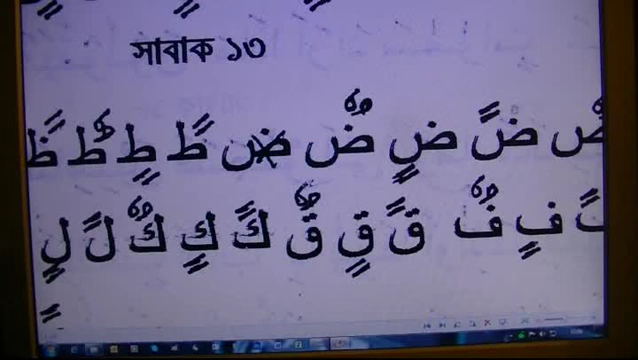 সাবাক ১৩
ضً ضٍ ضٌ ض طً طٍ طٌ ظً
فٍ فٌ قً قٍ قٌ كً كٍ كٌ لً لٍ